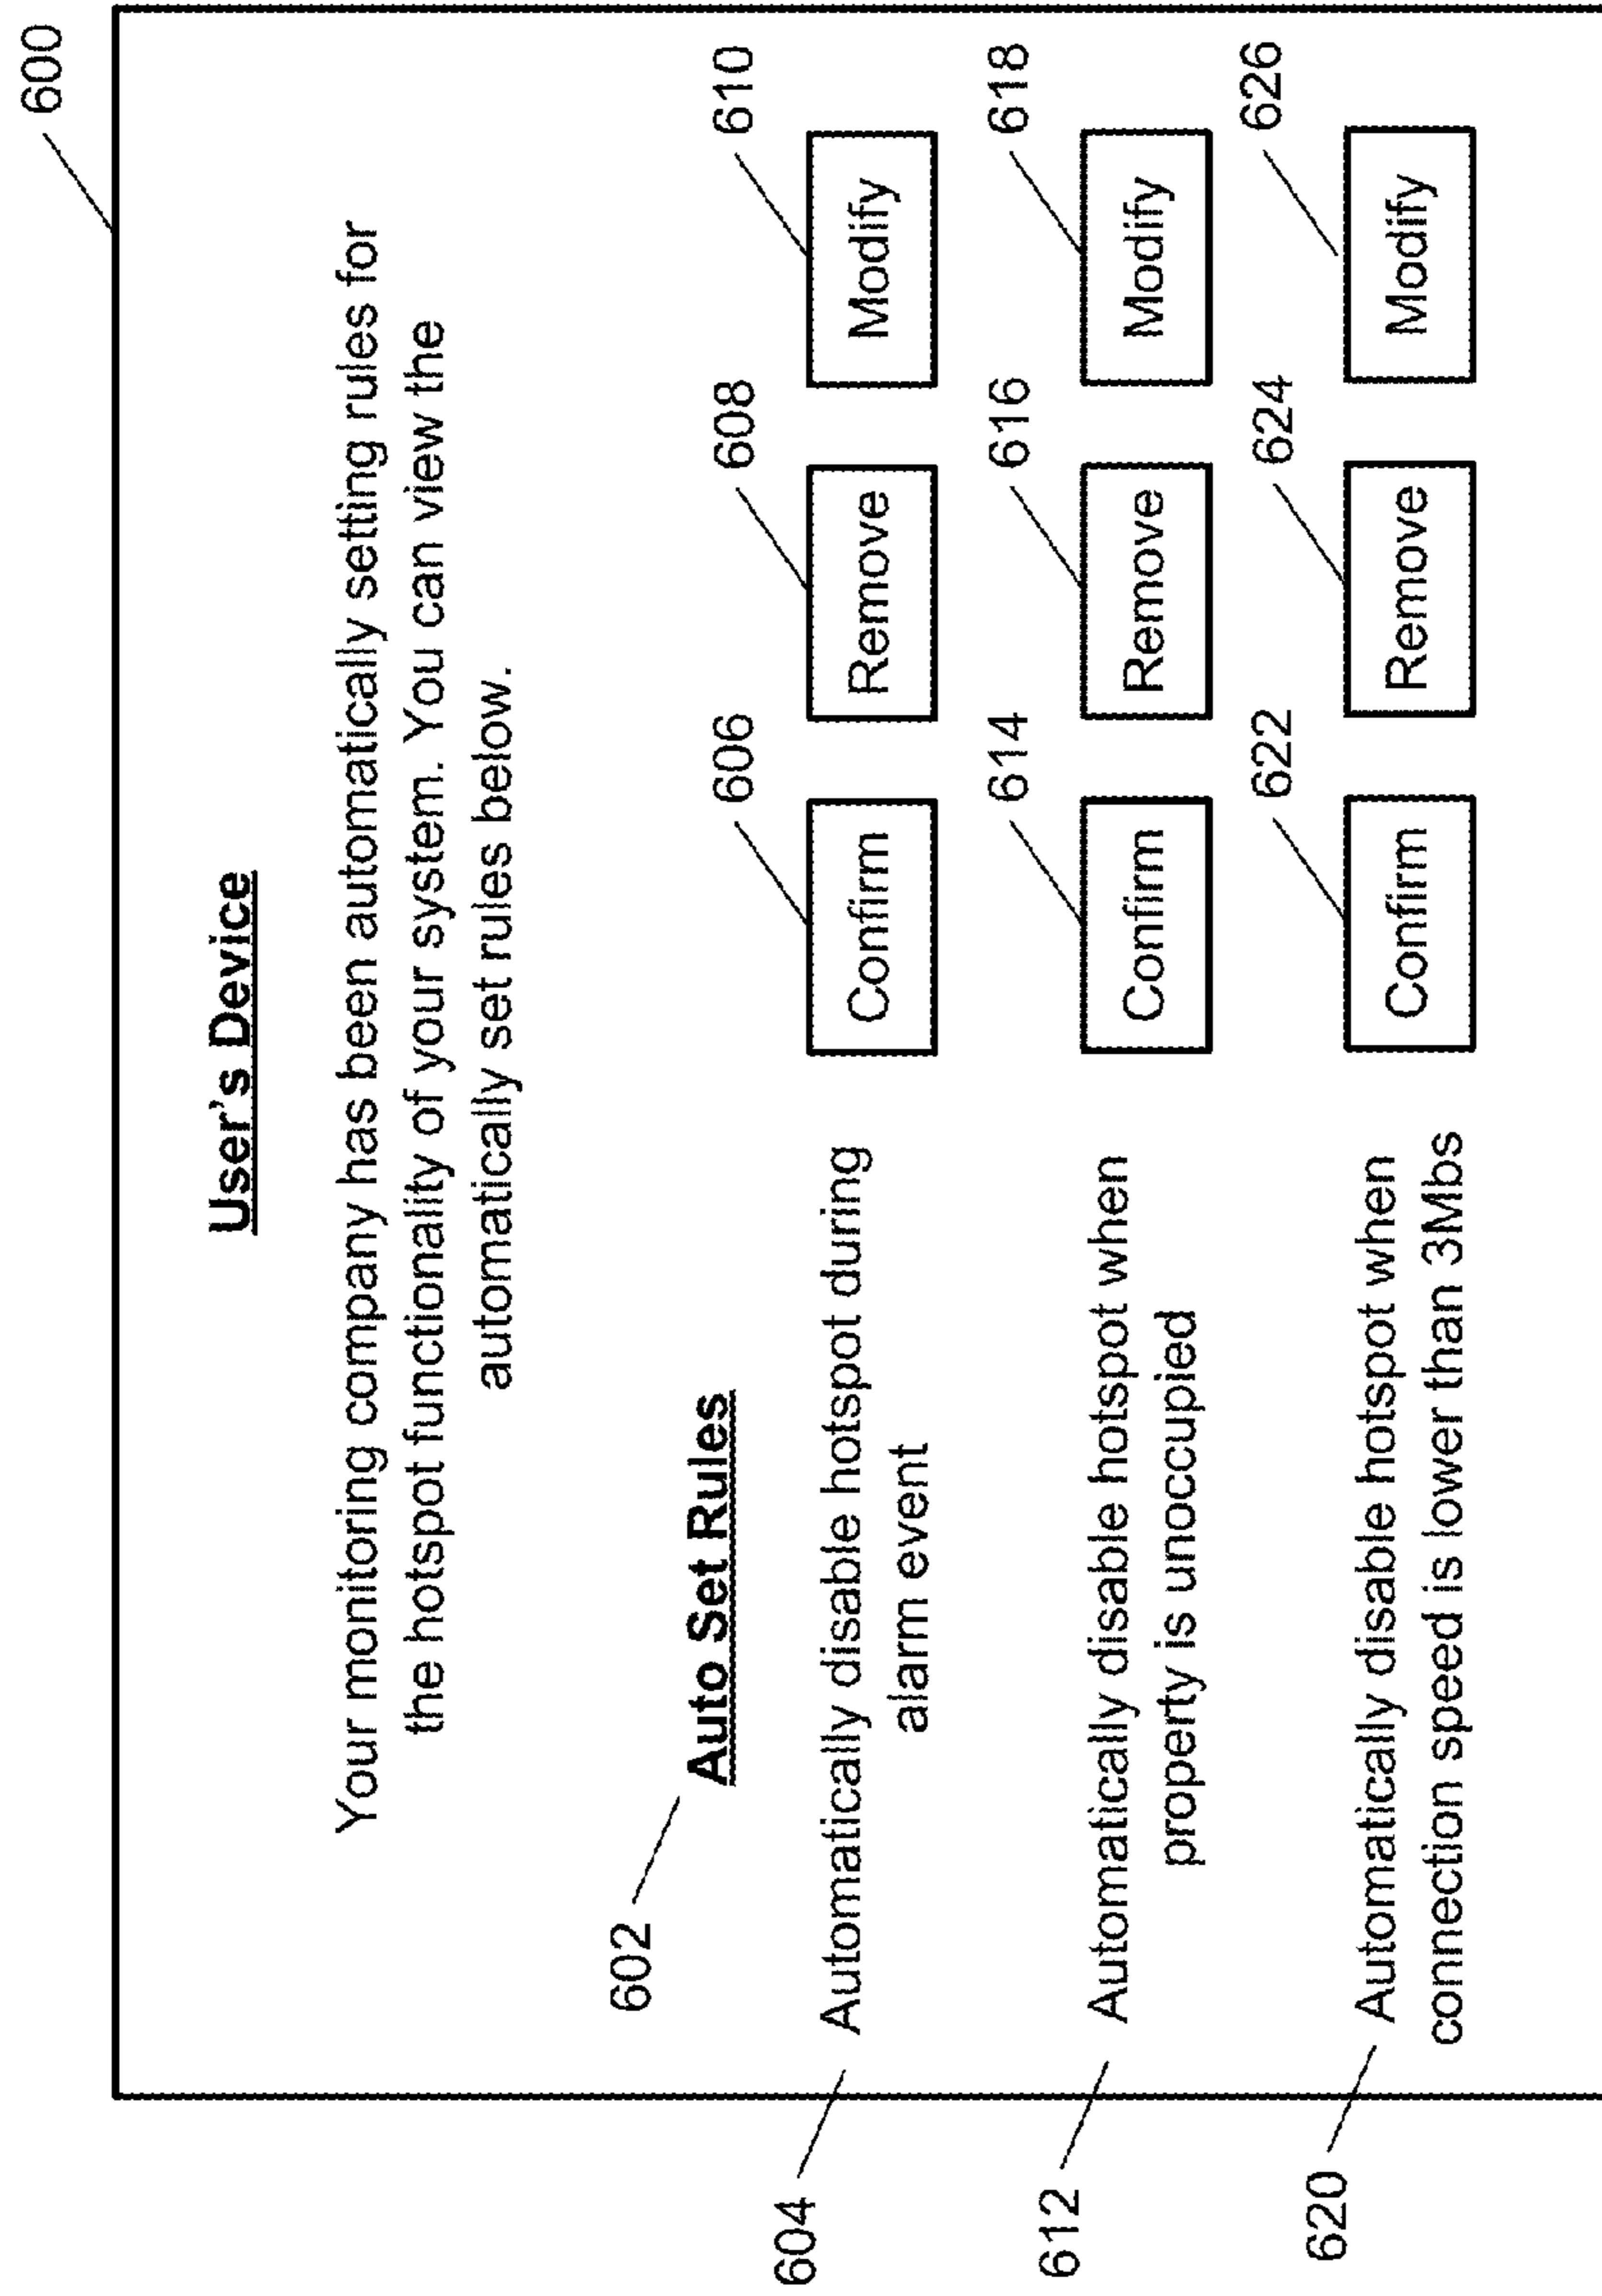 600
User's Device
Your monitoring company has been automatically setting rules for
the hotspot functionality of your system. You can view the
automatically set rules below.
602
Auto Set Rules
606 608 610
604 Automatically disable hotspot during
alarm event
Confirm Remove Modify
614 616 618
612 Automatically disable hotspot when
property is unoccupied
Confirm Remove Modify
622 624 626
620 Automatically disable hotspot when
connection speed is lower than 3Mbs
Confirm Remove Modify